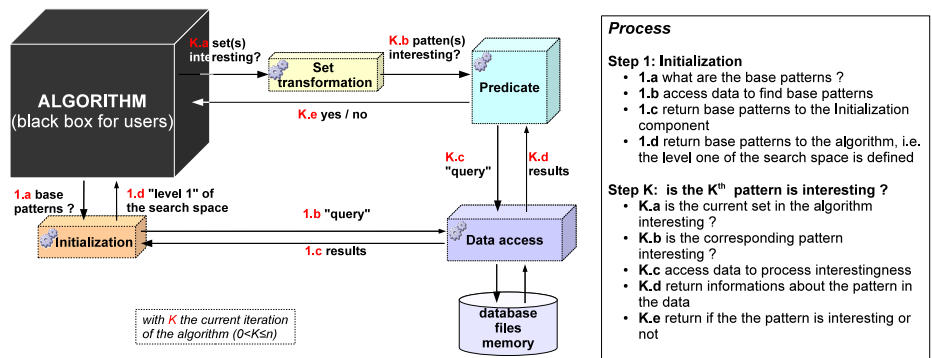 K.a set(s)
interesting?
K.b patten(s)
interesting?
Set
transformation
Predicate
ALGORITHM
(black box for users)
K.e yes / no
K.c
"query"
K.d
results
1.a base
patterns ?
1.d "level 1" of
the search space
Initialization
1.b "query"
1.c results
Data access
database
files
memory
with K the current iteration
of the algorithm (0<K≤n)
Process
Step 1: Initialization
• 1.a what are the base patterns ?
• 1.b access data to find base patterns
• 1.c return base patterns to the Initialization
component
• 1.d return base patterns to the algorithm, i.e.
the level one of the search space is defined
Step K: is the Kth pattern is interesting ?
• K.a is the current set in the algorithm
interesting ?
• K.b is the corresponding pattern
interesting ?
• K.c access data to process interestingness
• K.d return informations about the pattern in
the data
• K.e return if the the pattern is interesting or
not